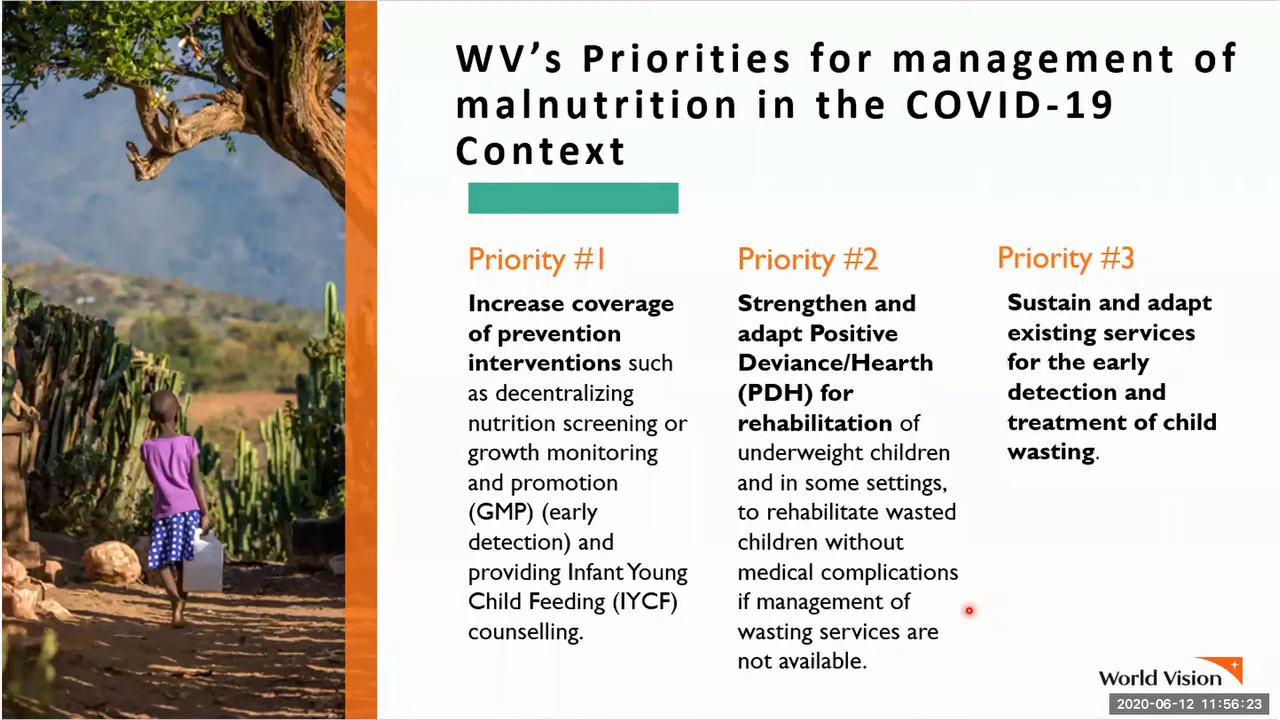 WV’s Priorities for management of
malnutrition in the COVID-19
Context
Priority #1
Increase coverage
of prevention
interventions such
as decentralizing
nutrition screening or
growth monitoring
and promotion
(GMP) (early
detection) and
providing Infant Young
Child Feeding (IYCF)
counselling.
Priority #2
Strengthen and
adapt Positive
Deviance/Hearth
(PDH) for
rehabilitation of
underweight children
and in some settings,
to rehabilitate wasted
children without
medical complications
if management of
wasting services are
not available.
Priority #3
Sustain and adapt
existing services
for the early
detection and
treatment of child
wasting.
World Vision
2020-06-12 11:56:23